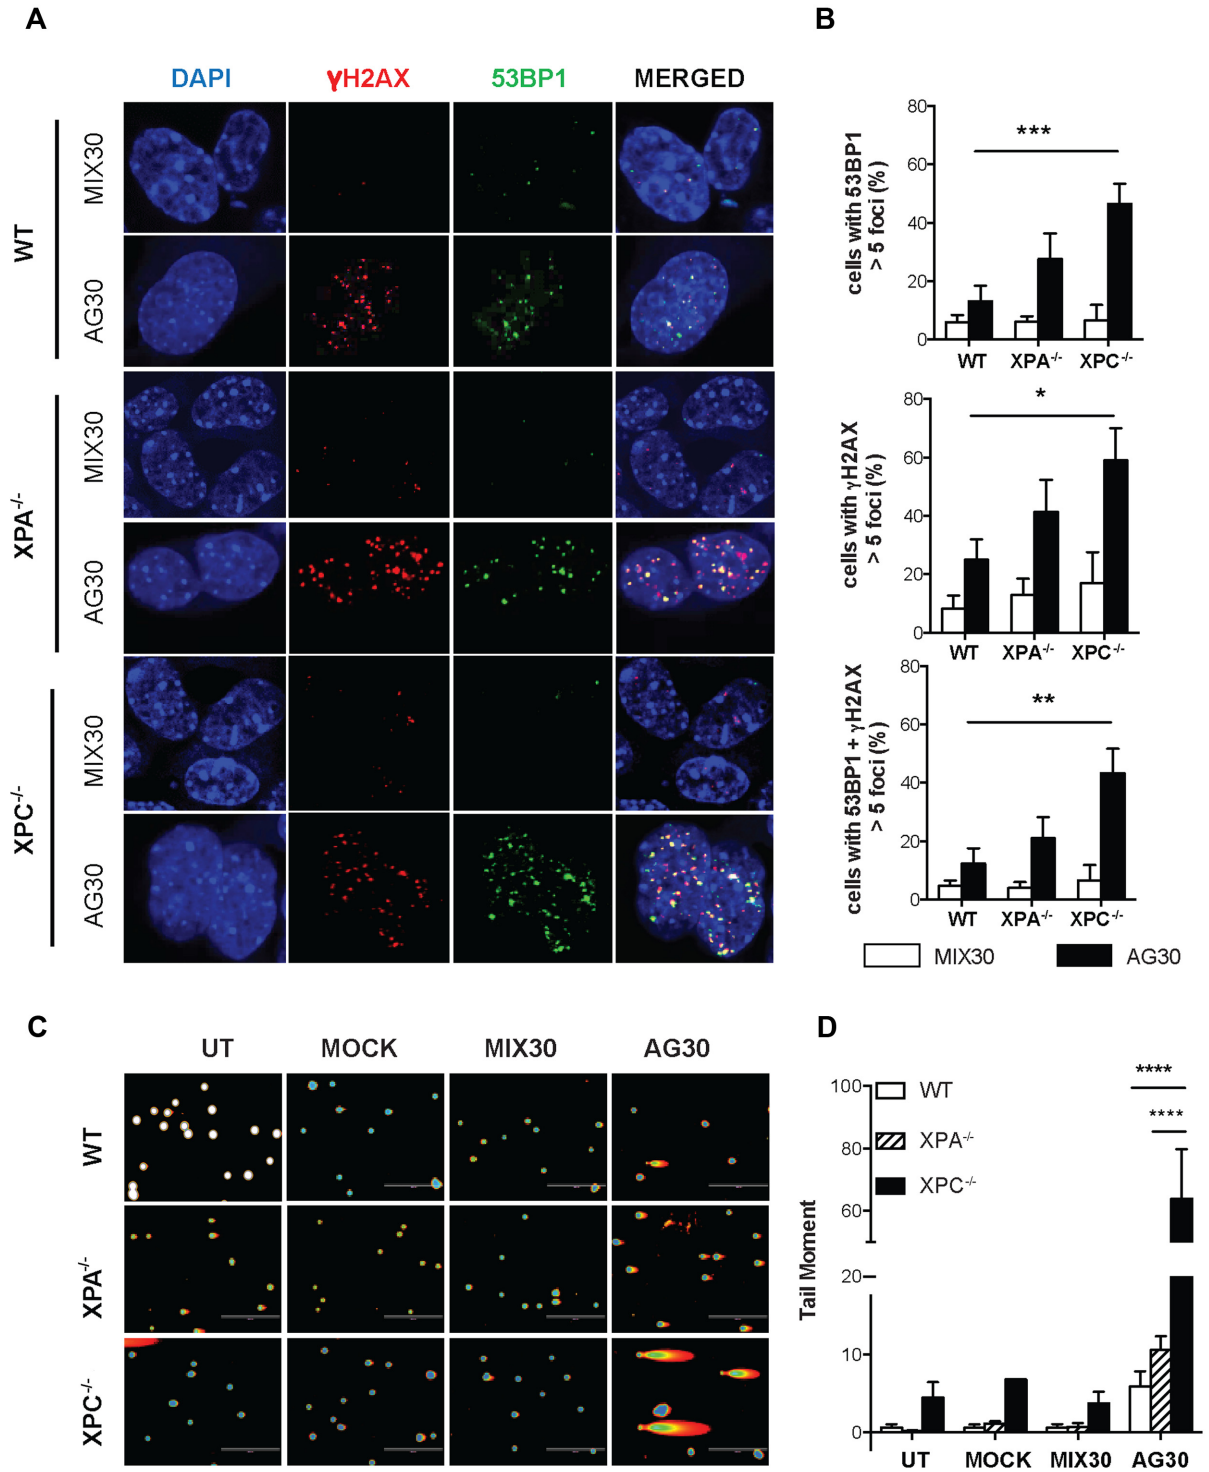 A
B
DAPI
γH2AX
53BP1
MERGED
WT
MIX30
AG30
XPA-/-
MIX30
AG30
XPC-/-
MIX30
AG30
cells with 53BP1
> 5 foci (%)
80
60
40
20
0
***
WT
XPA-/-
XPC-/-
cells with γH2AX
> 5 foci (%)
80
60
40
20
0
*
WT
XPA-/-
XPC-/-
cells with 53BP1 + γH2AX
> 5 foci (%)
80
60
40
20
0
**
WT
XPA-/-
XPC-/-
MIX30
AG30
C
D
UT
MOCK
MIX30
AG30
WT
XPA-/-
XPC-/-
Tail Moment
100
80
60
20
10
0
WT
XPA-/-
XPC-/-
****
****
UT
MOCK
MIX30
AG30